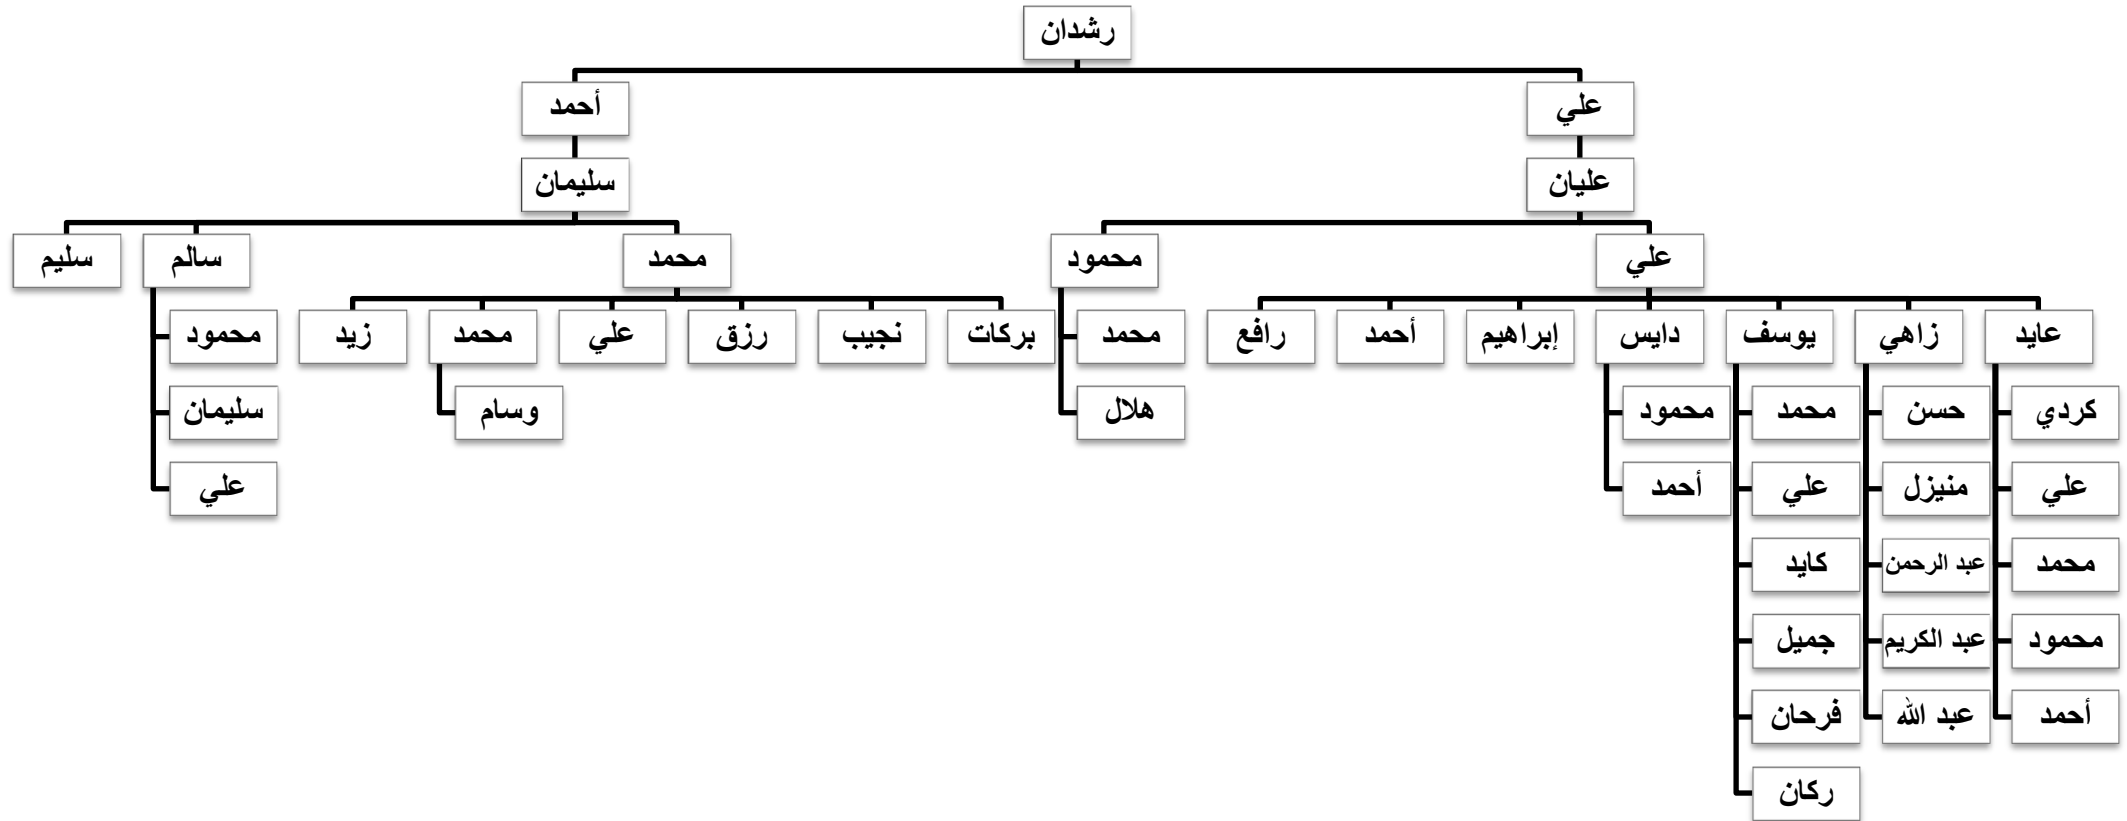 رشدان
علي
أحمد
عليان
سليمان
علي
محمود
محمد
سالم
سليم
عايد
زاهي
يوسف
دايس
إبراهيم
أحمد
رافع
محمد
بركات
نجيب
رزق
علي
محمد
زيد
محمود
كردي
حسن
محمد
محمود
هلال
وسام
سليمان
علي
منيزل
علي
أحمد
علي
محمد
عبد الرحمن
كايد
محمود
عبد الكريم
جميل
أحمد
عبد الله
فرحان
ركان